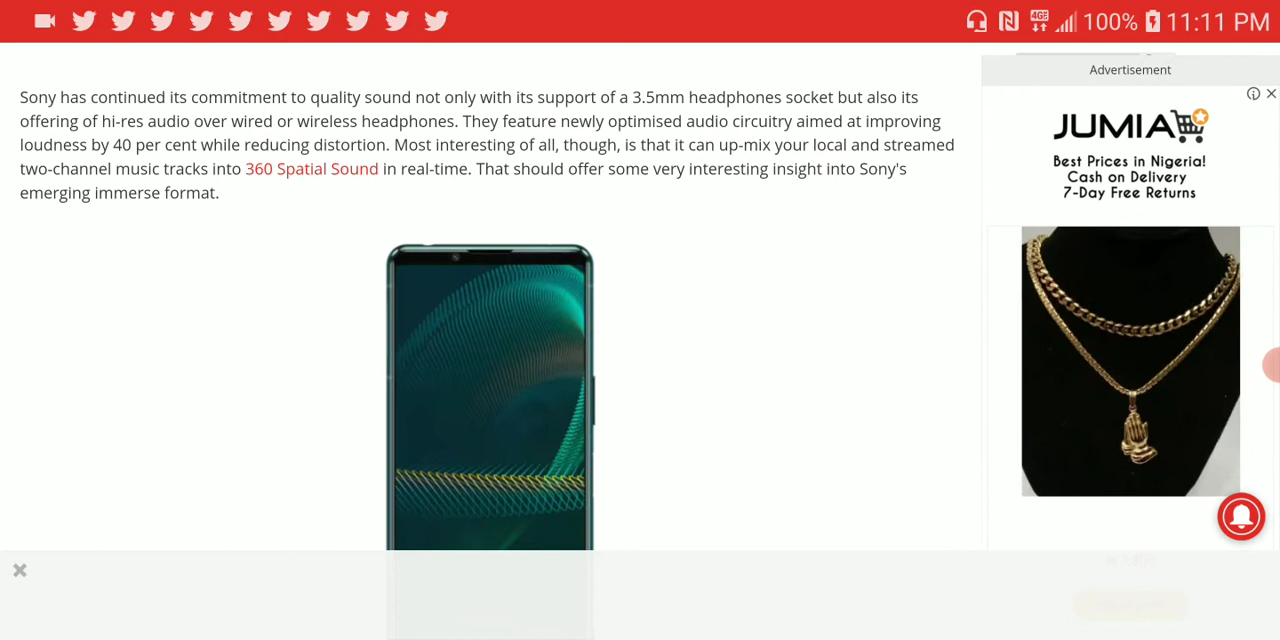 100% 11:11 PM
Advertisement
Sony has continued its commitment to quality sound not only with its support of a 3.5mm headphones socket but also its
offering of hi-res audio over wired or wireless headphones. They feature newly optimised audio circuitry aimed at improving
loudness by 40 per cent while reducing distortion. Most interesting of all, though, is that it can up-mix your local and streamed
two-channel music tracks into 360 Spatial Sound in real-time. That should offer some very interesting insight into Sony's
emerging immerse format.
JUMIA
Best Prices in Nigeria!
Cash on Delivery
7-Day Free Returns